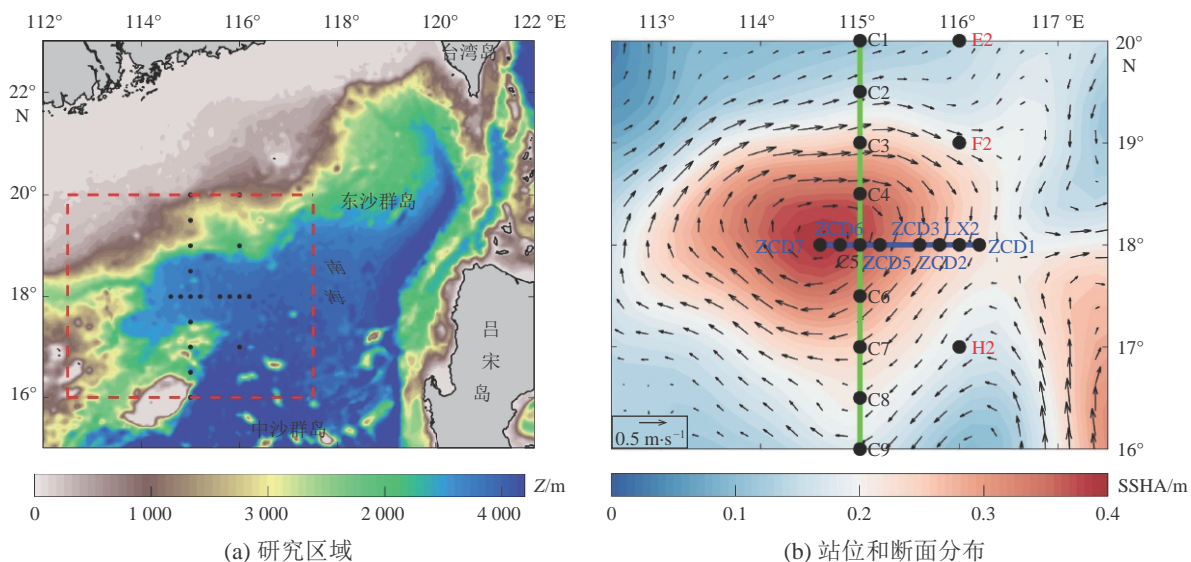 112° 114° 116° 118° 120° 122 °E
22°
N
20°
18°
16°
台湾岛
东沙群岛
南
海
吕
宋
岛
中沙群岛
0 1 000 3 000 2 000 4 000 Z/m
(a) 研究区域
113° 114° 115° 116° 117 °E
20°
N
19°
18°
17°
16°
C1 E2
C2
C3 F2
C4
ZCD6 ZCD3 LX2
ZCD7 ZCD1
C5 ZCD5 ZCD2
C6
C7 H2
C8
C9
0.5 m·s⁻¹
0 0.1 0.2 0.3 0.4 SSHA/m
(b) 站位和断面分布